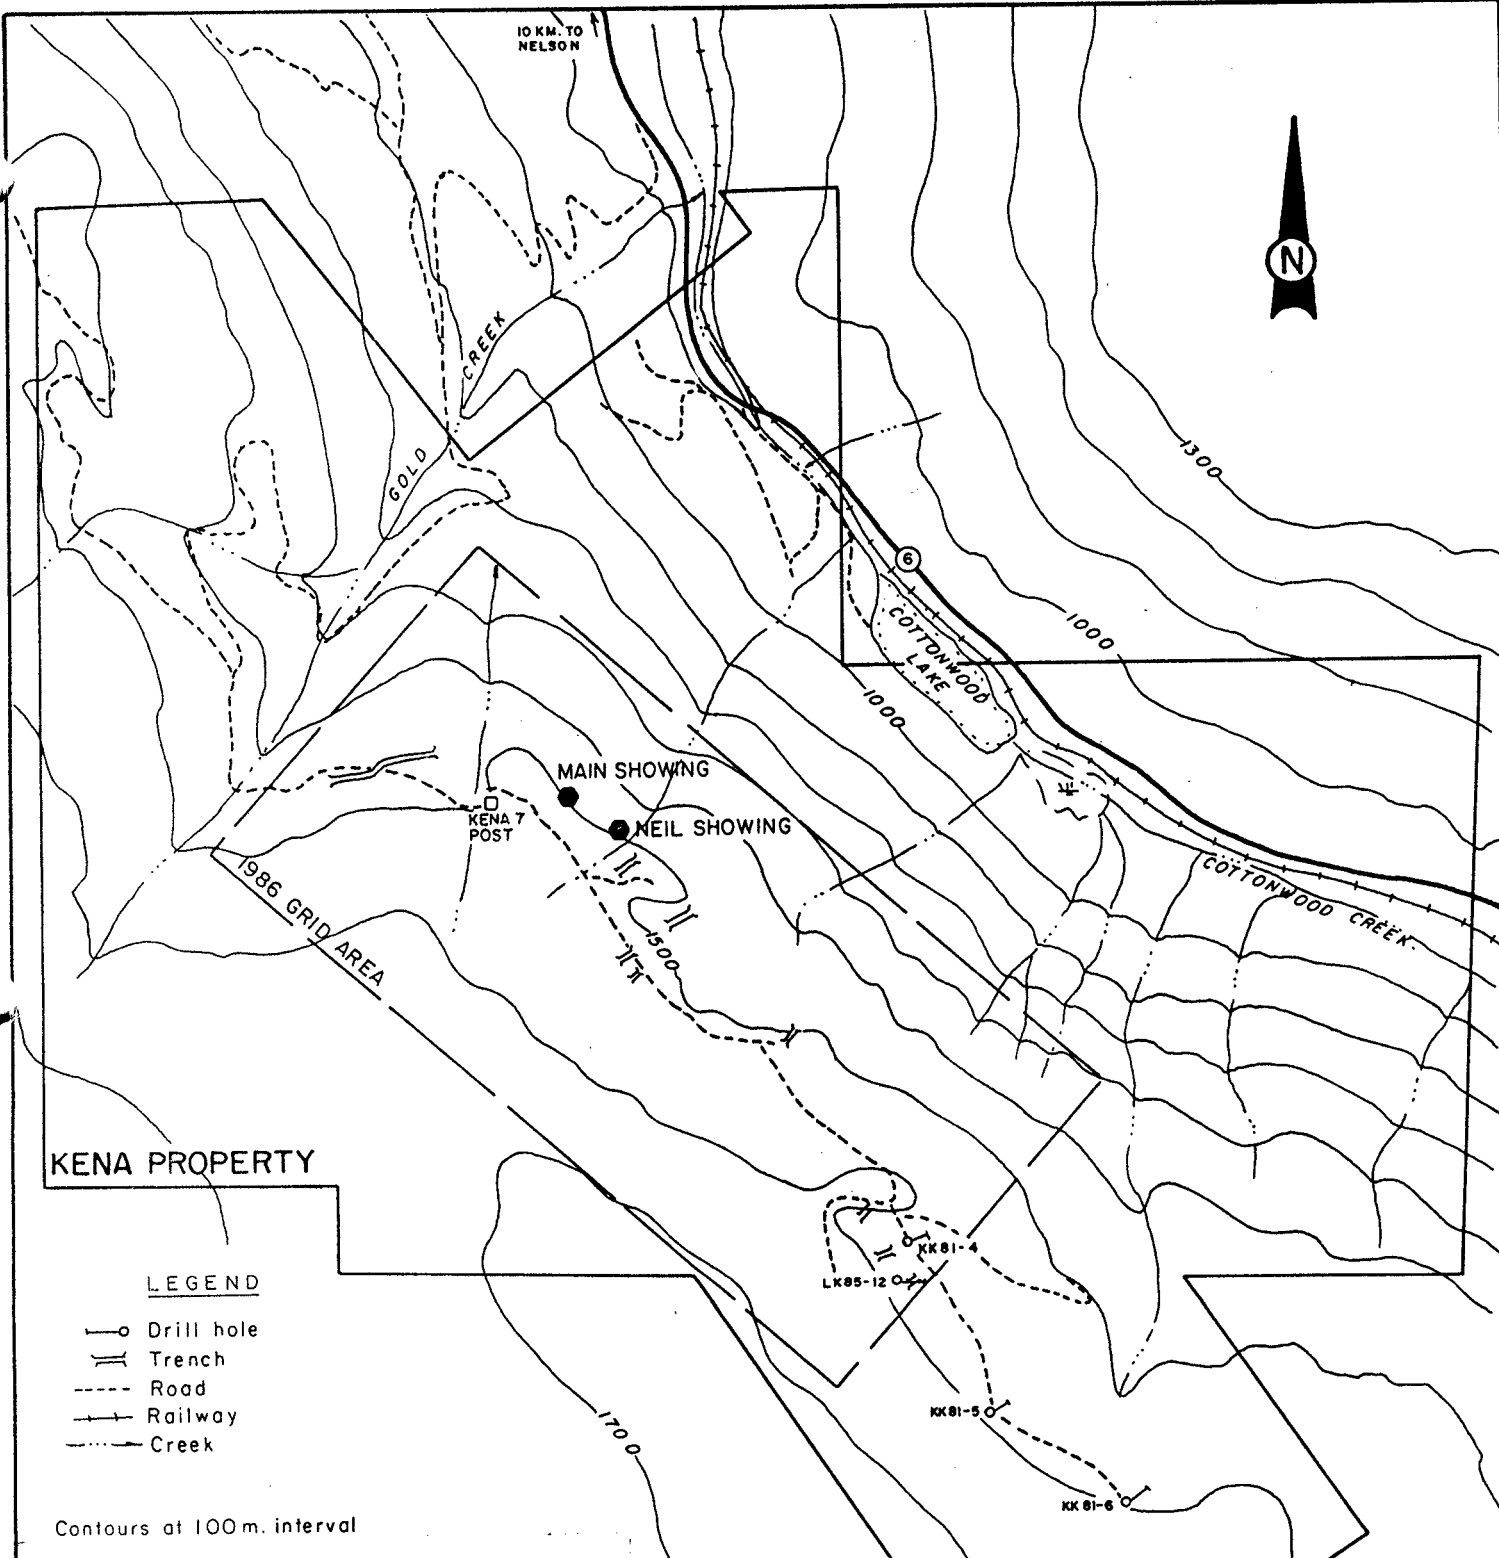 10 KM. TO
NELSON
N
GOLD CREEK
1300
6
COTTONWOOD
LAKE
1000
1000
MAIN SHOWING
KENA 7
POST
NEIL SHOWING
1986 GRID AREA
COTTONWOOD CREEK
1500
KENA PROPERTY
KK81-4
LK85-12
LEGEND
Drill hole
Trench
Road
Railway
Creek
KK81-5
1700
KK81-6
Contours at 100m. interval